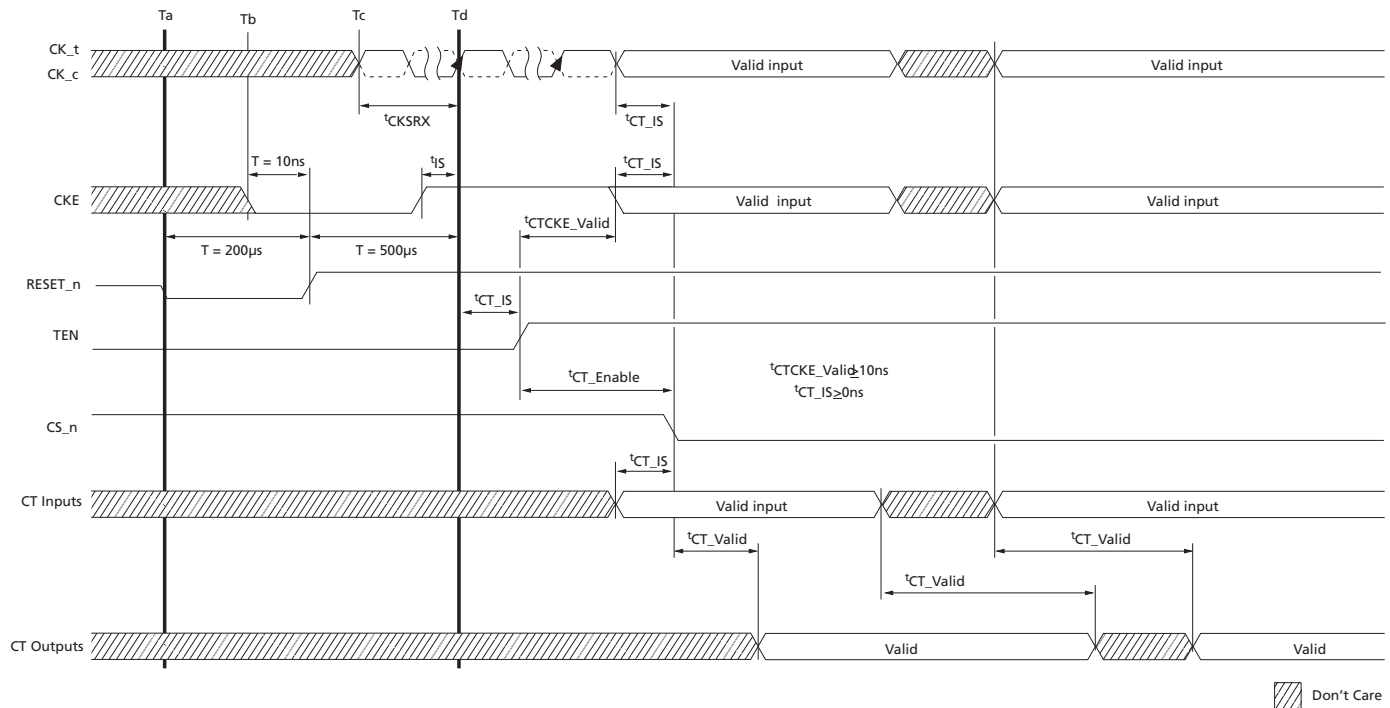 Ta Tb Tc Td
CK_t
CK_c
Valid input Valid input
tCKSRX tCT_IS
T = 10ns tIS tCT_IS
CKE Valid input Valid input
tCTCKE_Valid
T = 200µs T = 500µs
RESET_n
tCT_IS
TEN
tCT_Enable tCTCKE_Valid≥10ns
tCT_IS≥0ns
CS_n
tCT_IS
CT Inputs Valid input Valid input
tCT_Valid tCT_Valid
tCT_Valid
CT Outputs Valid Valid
Don't Care